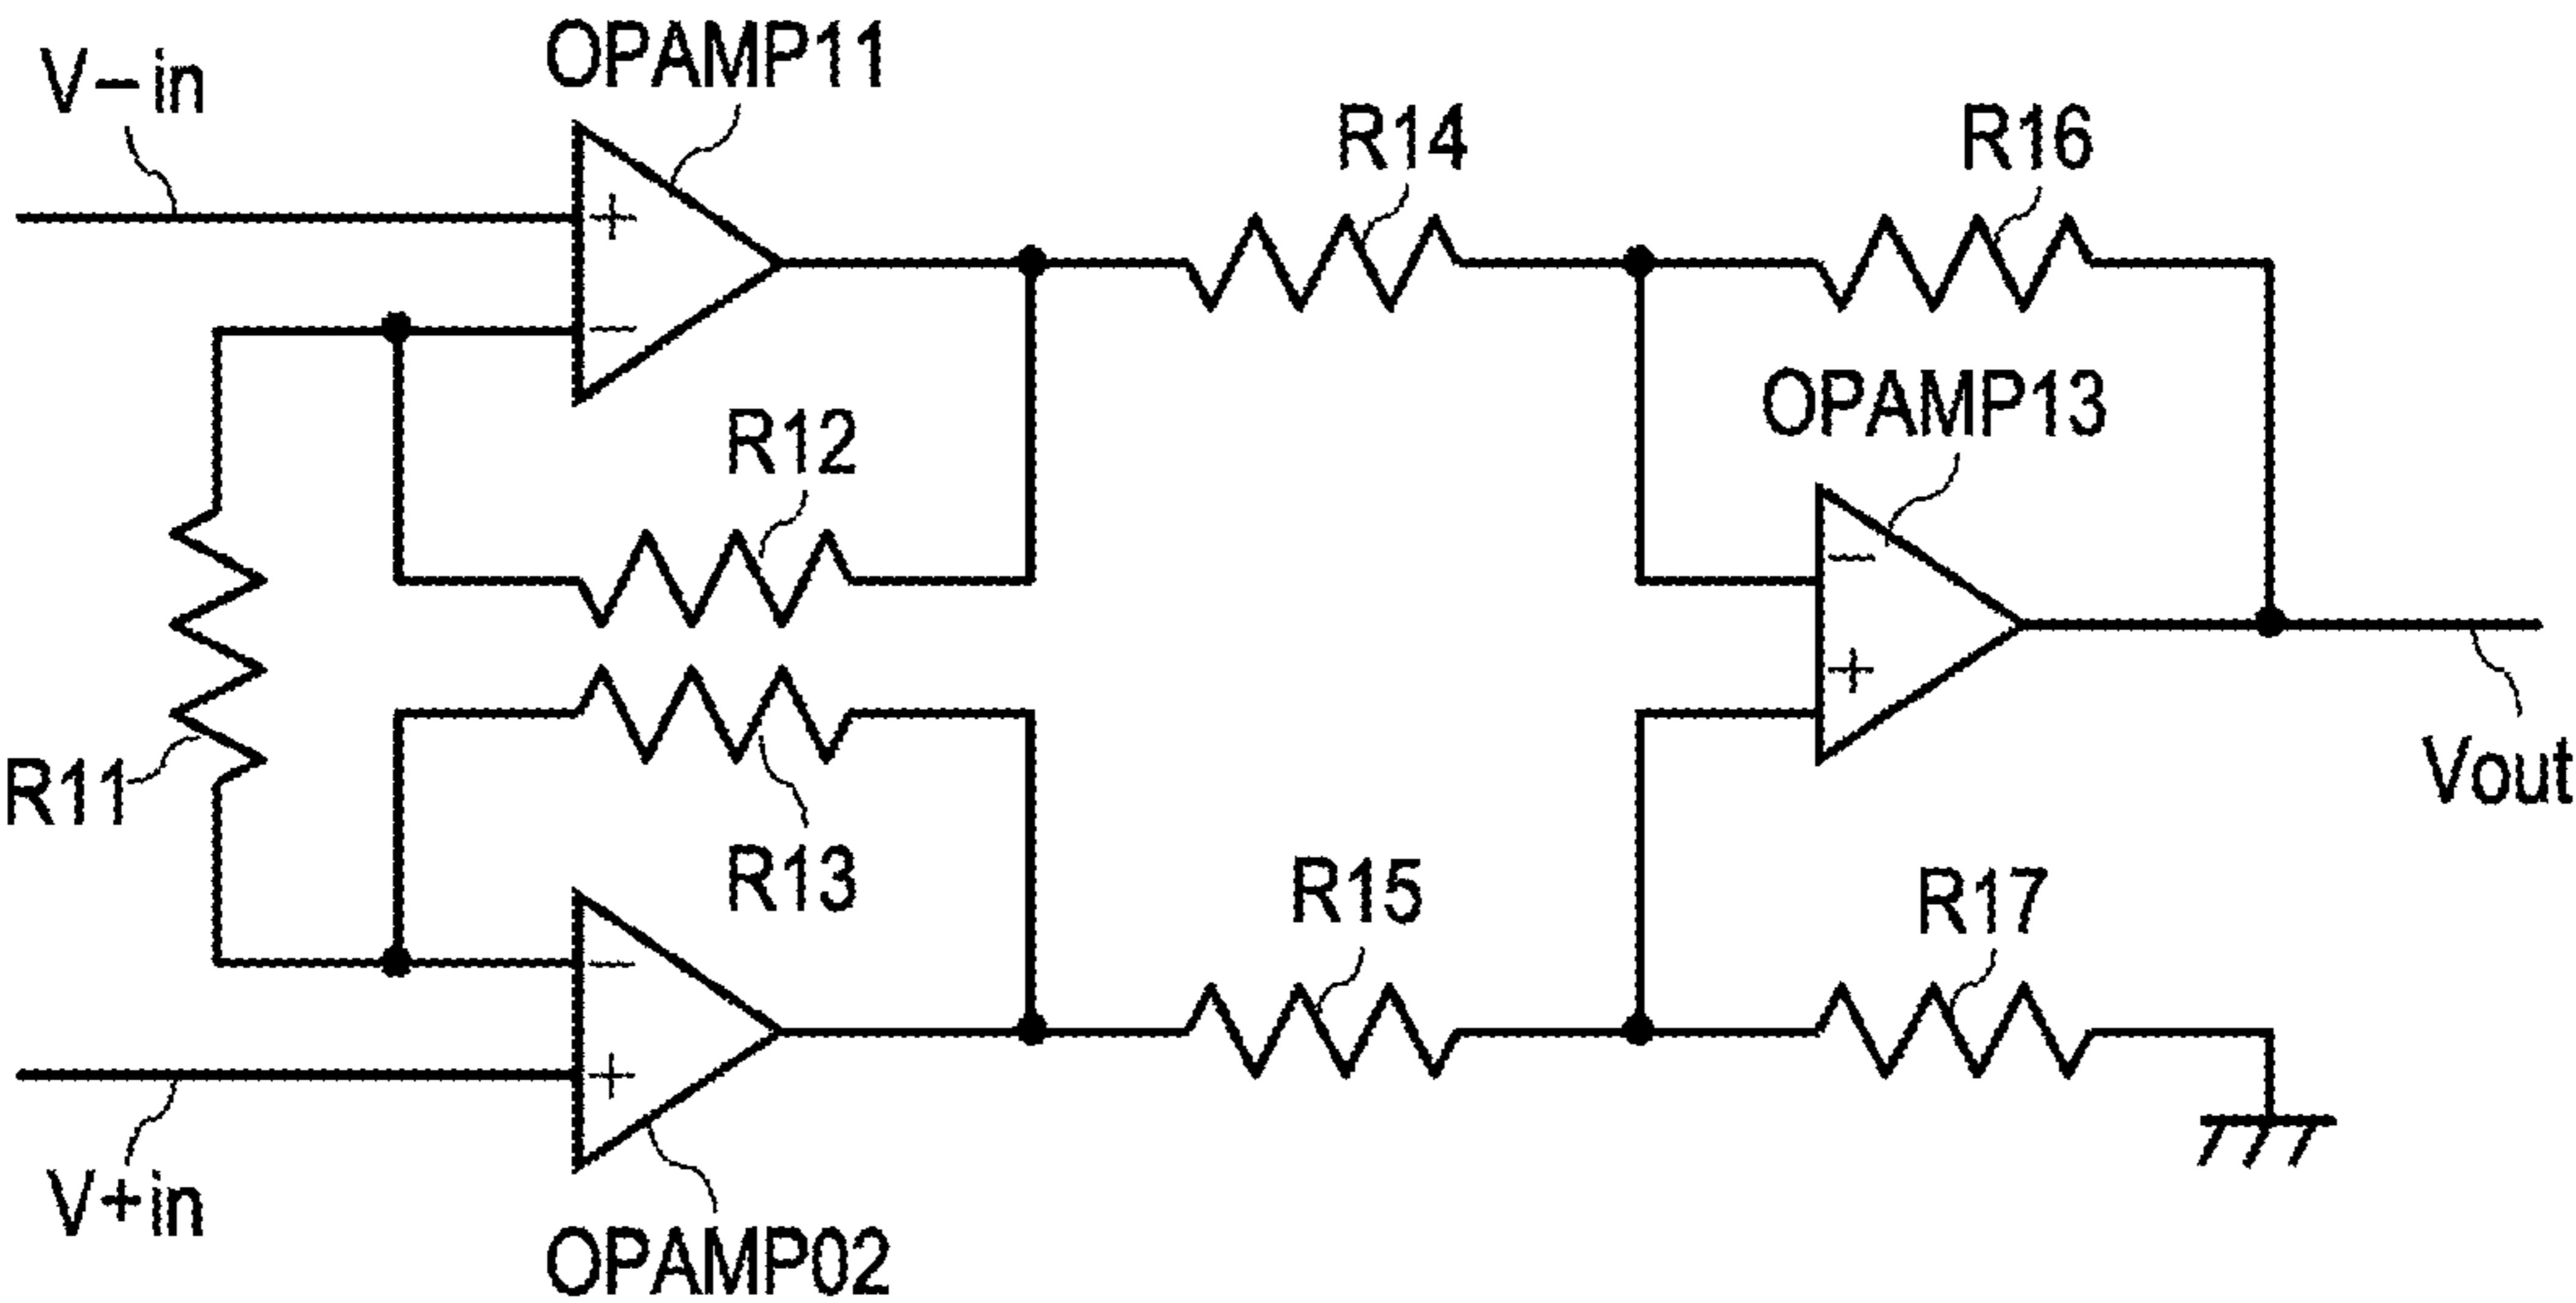 OPAMP11
V−in
R14
R16
OPAMP13
R12
R11
R13
Vout
R15
R17
V+in
OPAMP02